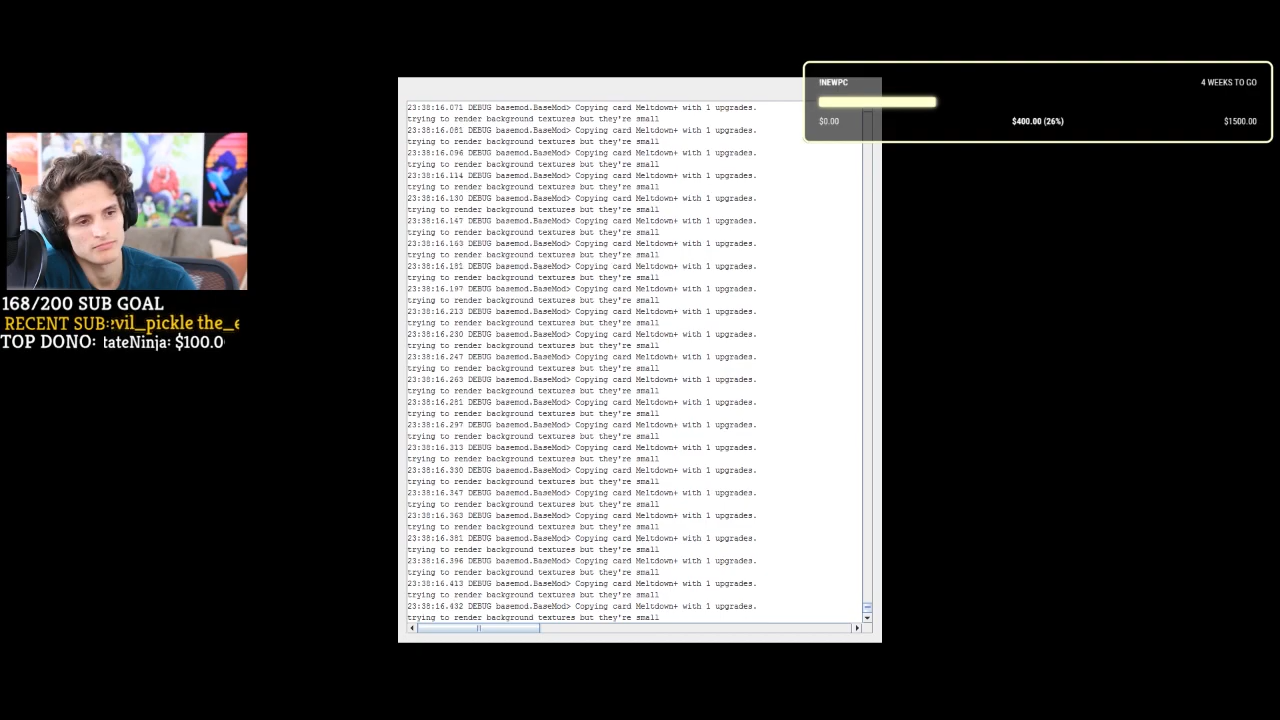 !NEWPC
4 WEEKS TO GO
$0.00
$400.00 (26%)
$1500.00
168/200 SUB GOAL
RECENT SUB: evil_pickle the_e
TOP DONO: tateNinja: $100.0
23:38:16.071 DEBUG basemod.BaseMod> Copying card Meltdown+ with 1 upgrades.
trying to render background textures but they're small
23:38:16.081 DEBUG basemod.BaseMod> Copying card Meltdown+ with 1 upgrades.
trying to render background textures but they're small
23:38:16.096 DEBUG basemod.BaseMod> Copying card Meltdown+ with 1 upgrades.
trying to render background textures but they're small
23:38:16.114 DEBUG basemod.BaseMod> Copying card Meltdown+ with 1 upgrades.
trying to render background textures but they're small
23:38:16.130 DEBUG basemod.BaseMod> Copying card Meltdown+ with 1 upgrades.
trying to render background textures but they're small
23:38:16.147 DEBUG basemod.BaseMod> Copying card Meltdown+ with 1 upgrades.
trying to render background textures but they're small
23:38:16.163 DEBUG basemod.BaseMod> Copying card Meltdown+ with 1 upgrades.
trying to render background textures but they're small
23:38:16.181 DEBUG basemod.BaseMod> Copying card Meltdown+ with 1 upgrades.
trying to render background textures but they're small
23:38:16.197 DEBUG basemod.BaseMod> Copying card Meltdown+ with 1 upgrades.
trying to render background textures but they're small
23:38:16.213 DEBUG basemod.BaseMod> Copying card Meltdown+ with 1 upgrades.
trying to render background textures but they're small
23:38:16.230 DEBUG basemod.BaseMod> Copying card Meltdown+ with 1 upgrades.
trying to render background textures but they're small
23:38:16.247 DEBUG basemod.BaseMod> Copying card Meltdown+ with 1 upgrades.
trying to render background textures but they're small
23:38:16.263 DEBUG basemod.BaseMod> Copying card Meltdown+ with 1 upgrades.
trying to render background textures but they're small
23:38:16.281 DEBUG basemod.BaseMod> Copying card Meltdown+ with 1 upgrades.
trying to render background textures but they're small
23:38:16.297 DEBUG basemod.BaseMod> Copying card Meltdown+ with 1 upgrades.
trying to render background textures but they're small
23:38:16.313 DEBUG basemod.BaseMod> Copying card Meltdown+ with 1 upgrades.
trying to render background textures but they're small
23:38:16.330 DEBUG basemod.BaseMod> Copying card Meltdown+ with 1 upgrades.
trying to render background textures but they're small
23:38:16.347 DEBUG basemod.BaseMod> Copying card Meltdown+ with 1 upgrades.
trying to render background textures but they're small
23:38:16.363 DEBUG basemod.BaseMod> Copying card Meltdown+ with 1 upgrades.
trying to render background textures but they're small
23:38:16.381 DEBUG basemod.BaseMod> Copying card Meltdown+ with 1 upgrades.
trying to render background textures but they're small
23:38:16.396 DEBUG basemod.BaseMod> Copying card Meltdown+ with 1 upgrades.
trying to render background textures but they're small
23:38:16.413 DEBUG basemod.BaseMod> Copying card Meltdown+ with 1 upgrades.
trying to render background textures but they're small
23:38:16.432 DEBUG basemod.BaseMod> Copying card Meltdown+ with 1 upgrades.
trying to render background textures but they're small